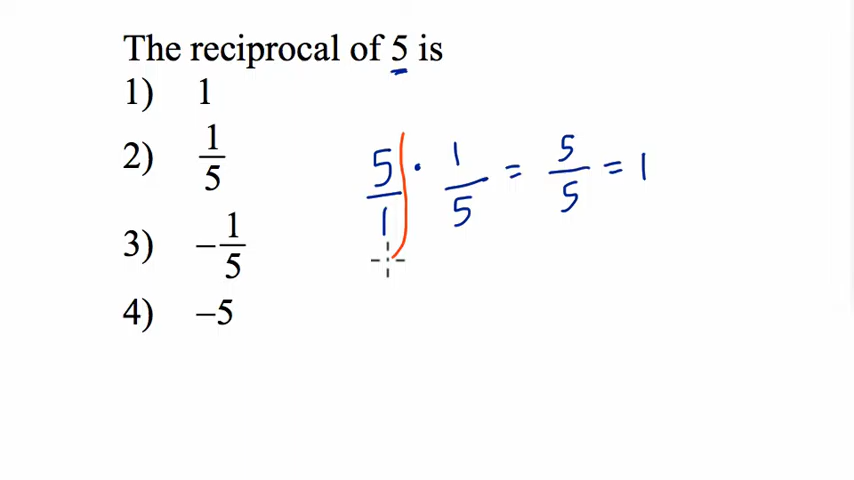 The reciprocal of 5 is
1) 1
2) 1/5
5/1 · 1/5 = 5/5 = 1
3) -1/5
4) -5